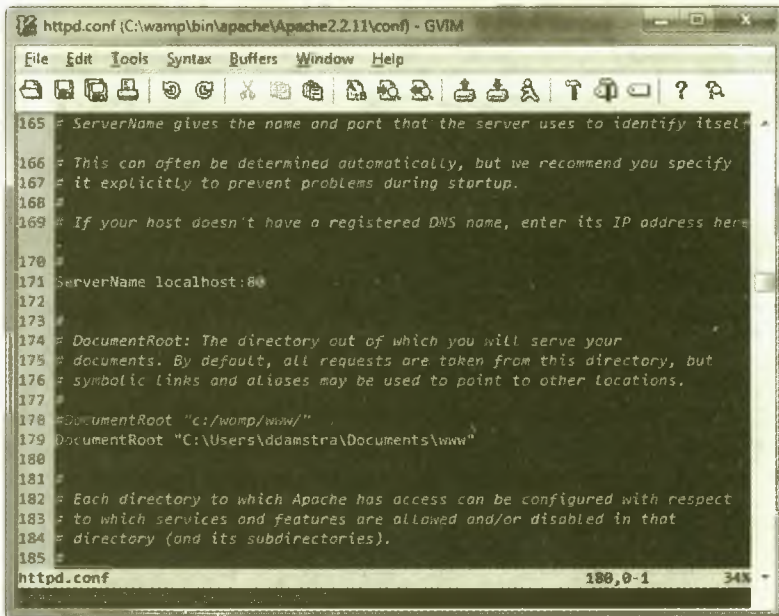 httpd.conf (C:\wamp\bin\apache\Apache2.2.11\conf) - GVIM
File Edit Tools Syntax Buffers Window Help
165 # ServerName gives the name and port that the server uses to identify itself
.
166 # This can often be determined automatically, but we recommend you specify
167 # it explicitly to prevent problems during startup.
168 #
169 # If your host doesn't have a registered DNS name, enter its IP address here
.
170 #
171 ServerName localhost:80
172
173 #
174 # DocumentRoot: The directory out of which you will serve your
175 # documents. By default, all requests are taken from this directory, but
176 # symbolic links and aliases may be used to point to other locations.
177 #
178 #DocumentRoot "c:/wamp/www/"
179 DocumentRoot "C:\Users\ddamstra\Documents\www"
180
181 #
182 # Each directory to which Apache has access can be configured with respect
183 # to which services and features are allowed and/or disabled in that
184 # directory (and its subdirectories).
185 #
httpd.conf 180,0-1 34%